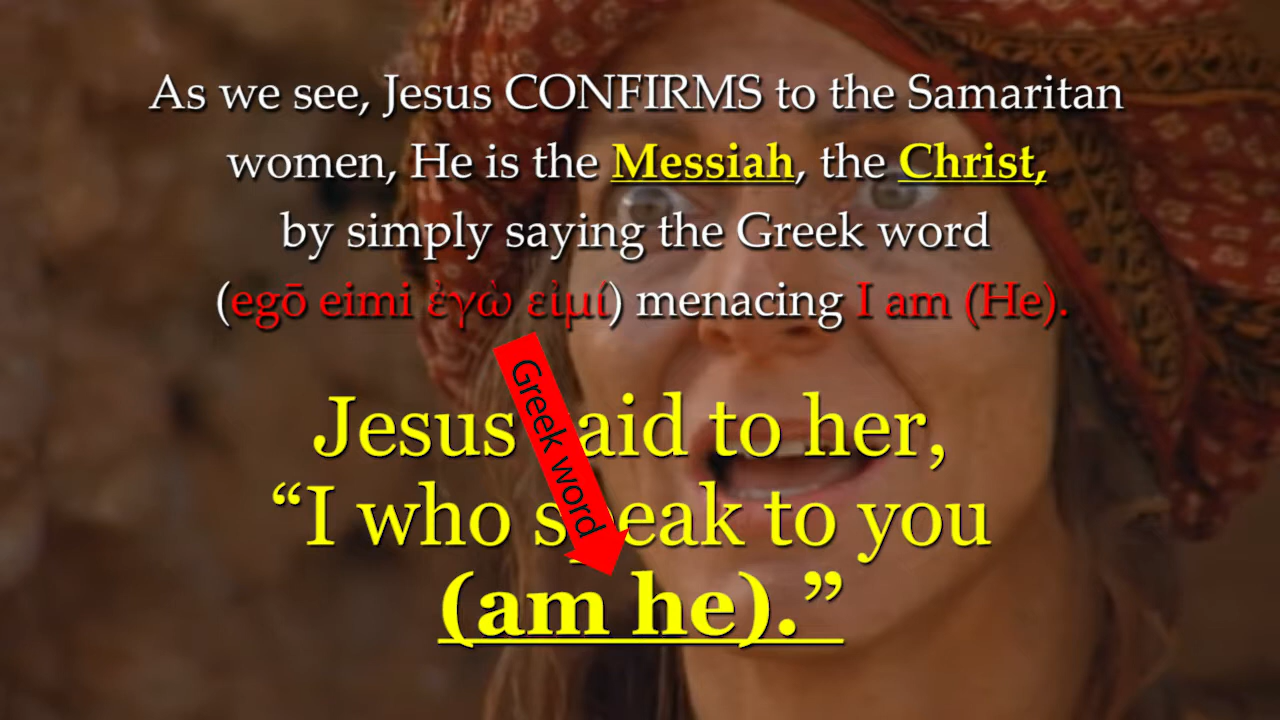 As we see, Jesus CONFIRMS to the Samaritan
women, He is the Messiah, the Christ,
by simply saying the Greek word
(egō eimi ἐγὼ εἰμί) menacing I am (He).
Greek word
Jesus said to her,
“I who speak to you
(am he).”